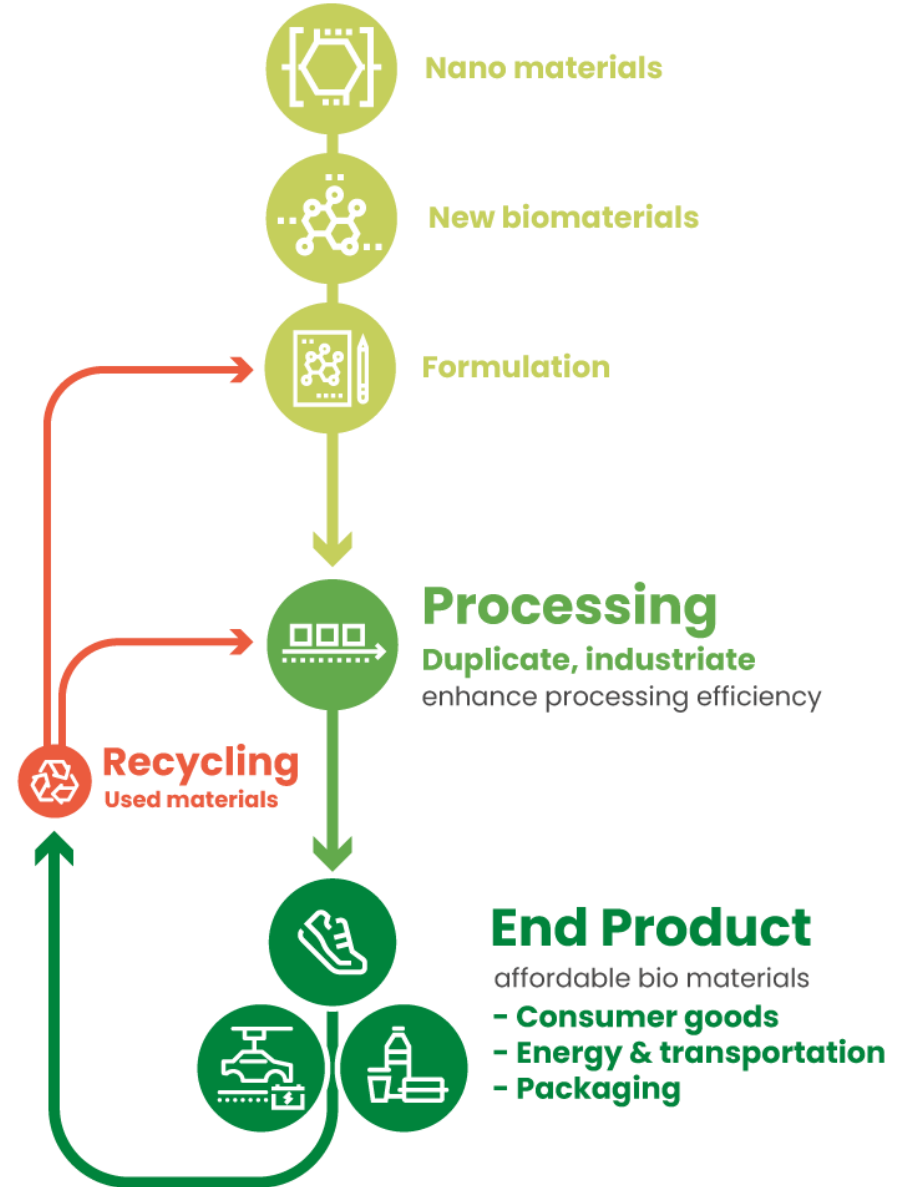 Nano materials
New biomaterials
Formulation
Processing
Duplicate, industriate
enhance processing efficiency
Recycling
Used materials
End Product
affordable bio materials
- Consumer goods
- Energy & transportation
- Packaging